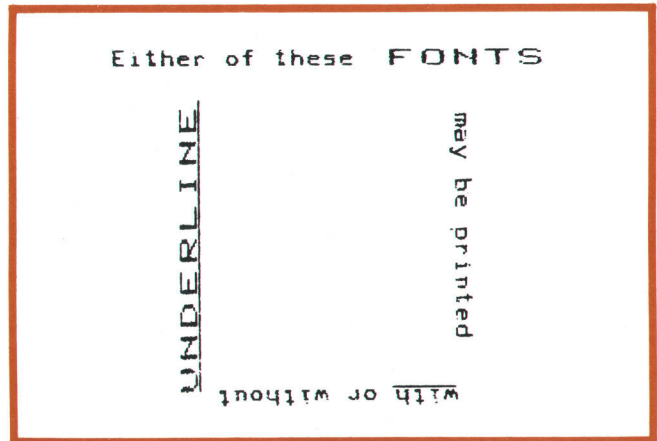 Either of these FONTS
may be printed
with or without
UNDERLINE